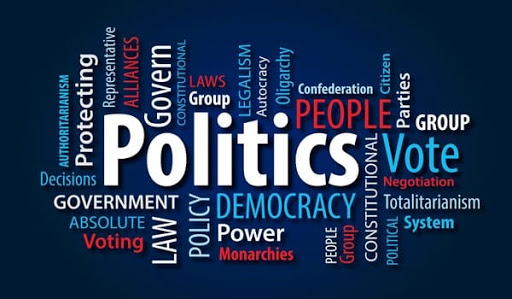 AUTHORITARIANISM
Protecting
Representative
ALLIANCES
Govern
CONSTITUTIONAL
LAWS
Group
LEGALISM
Autocracy
Oligarchy
Confederation
PEOPLE
Citizen
Parties
GROUP
Politics
Vote
Decisions
Negotiation
GOVERNMENT
ABSOLUTE
Voting
LAW
POLICY
DEMOCRACY
Power
Monarchies
PEOPLE
Group
CONSTITUTIONAL
POLITICAL
Totalitarianism
System